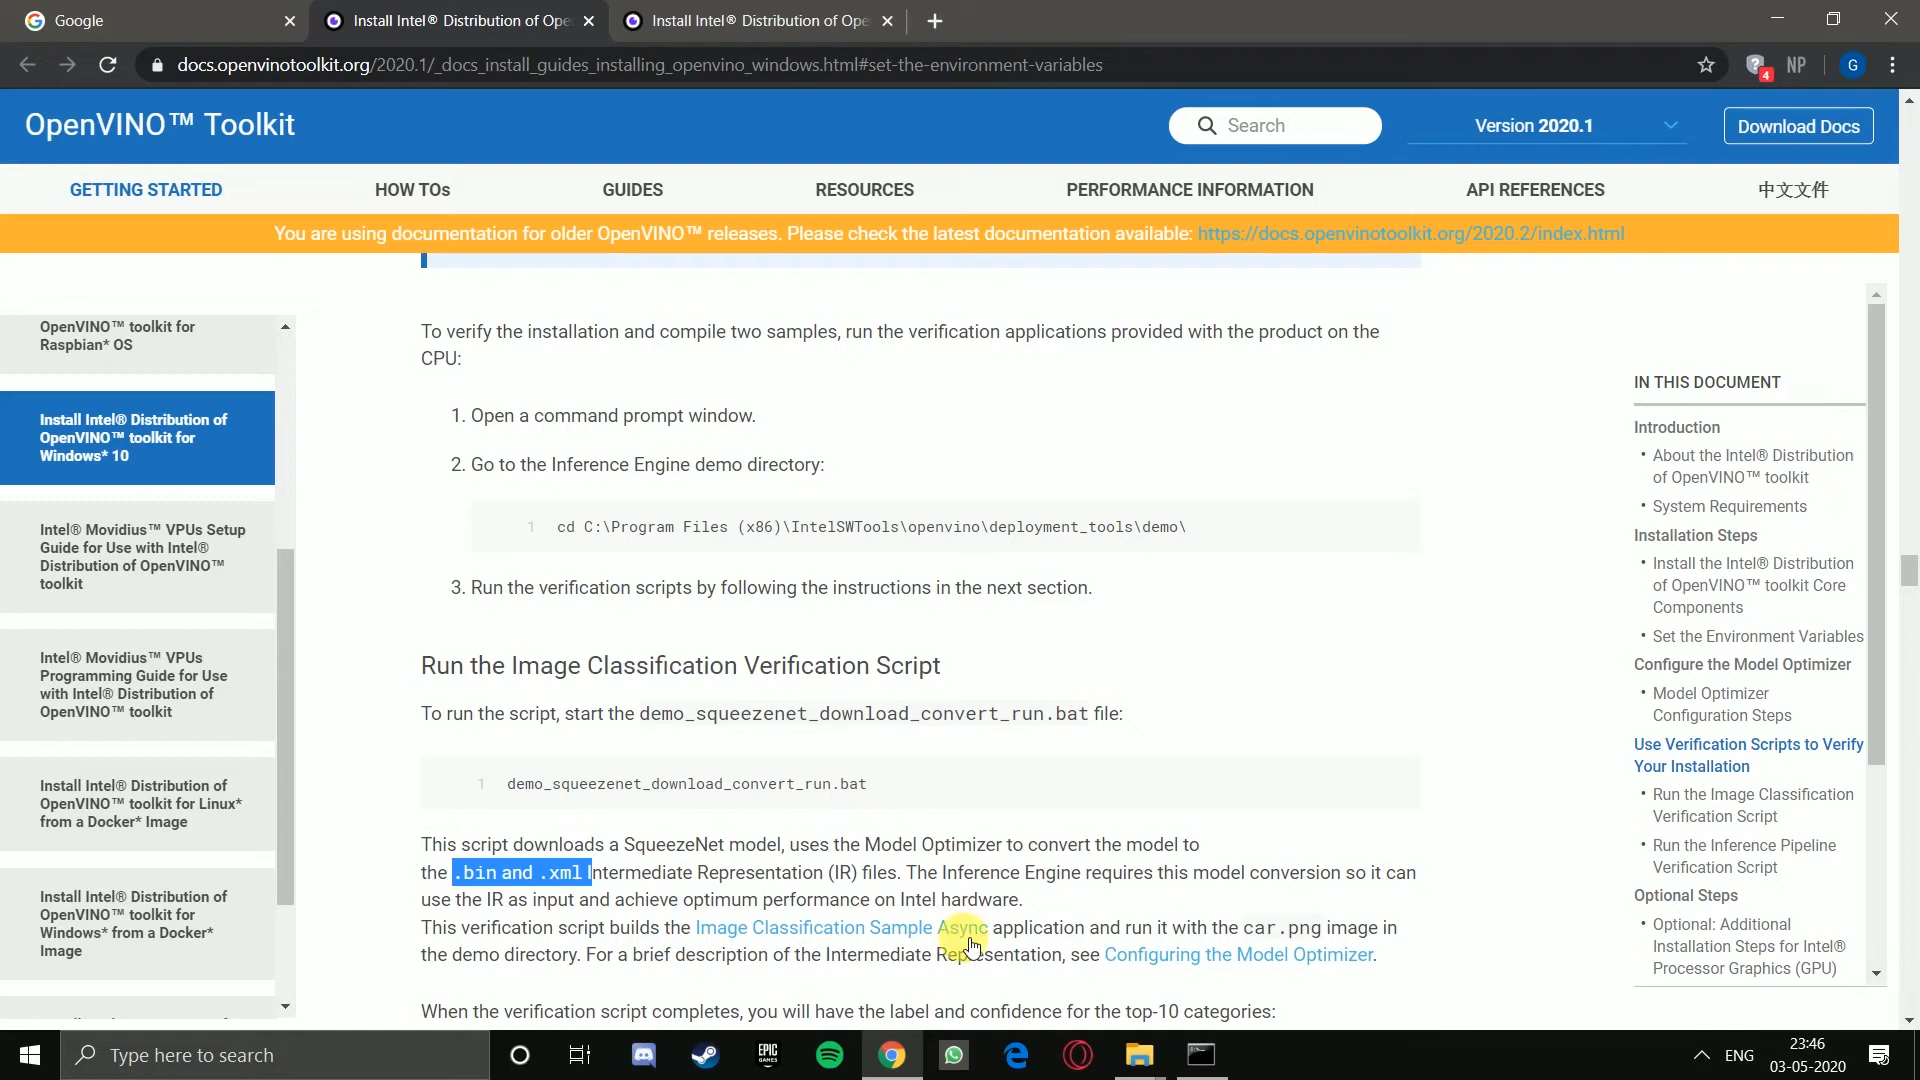 Google
Install Intel® Distribution of Ope
Install Intel® Distribution of Ope
docs.openvinotoolkit.org/2020.1/_docs_install_guides_installing_openvino_windows.html#set-the-environment-variables
4
NP
G
OpenVINO™ Toolkit
Search
Version 2020.1
Download Docs
GETTING STARTED
HOW TOs
GUIDES
RESOURCES
PERFORMANCE INFORMATION
API REFERENCES
中文文件
You are using documentation for older OpenVINO™ releases. Please check the latest documentation available: https://docs.openvinotoolkit.org/2020.2/index.html
OpenVINO™ toolkit for
Raspbian* OS
Install Intel® Distribution of
OpenVINO™ toolkit for
Windows* 10
Intel® Movidius™ VPUs Setup
Guide for Use with Intel®
Distribution of OpenVINO™
toolkit
Intel® Movidius™ VPUs
Programming Guide for Use
with Intel® Distribution of
OpenVINO™ toolkit
Install Intel® Distribution of
OpenVINO™ toolkit for Linux*
from a Docker* Image
Install Intel® Distribution of
OpenVINO™ toolkit for
Windows* from a Docker*
Image
To verify the installation and compile two samples, run the verification applications provided with the product on the
CPU:
1. Open a command prompt window.
2. Go to the Inference Engine demo directory:
1 cd C:\Program Files (x86)\IntelSWTools\openvino\deployment_tools\demo\
3. Run the verification scripts by following the instructions in the next section.
Run the Image Classification Verification Script
To run the script, start the demo_squeezenet_download_convert_run.bat file:
1 demo_squeezenet_download_convert_run.bat
This script downloads a SqueezeNet model, uses the Model Optimizer to convert the model to
the .bin and .xml Intermediate Representation (IR) files. The Inference Engine requires this model conversion so it can
use the IR as input and achieve optimum performance on Intel hardware.
This verification script builds the Image Classification Sample Async application and run it with the car.png image in
the demo directory. For a brief description of the Intermediate Representation, see Configuring the Model Optimizer.
When the verification script completes, you will have the label and confidence for the top-10 categories:
IN THIS DOCUMENT
Introduction
• About the Intel® Distribution
of OpenVINO™ toolkit
• System Requirements
Installation Steps
• Install the Intel® Distribution
of OpenVINO™ toolkit Core
Components
• Set the Environment Variables
Configure the Model Optimizer
• Model Optimizer
Configuration Steps
Use Verification Scripts to Verify
Your Installation
• Run the Image Classification
Verification Script
• Run the Inference Pipeline
Verification Script
Optional Steps
• Optional: Additional
Installation Steps for Intel®
Processor Graphics (GPU)
Type here to search
EPIC
GAMES
ENG
23:46
03-05-2020